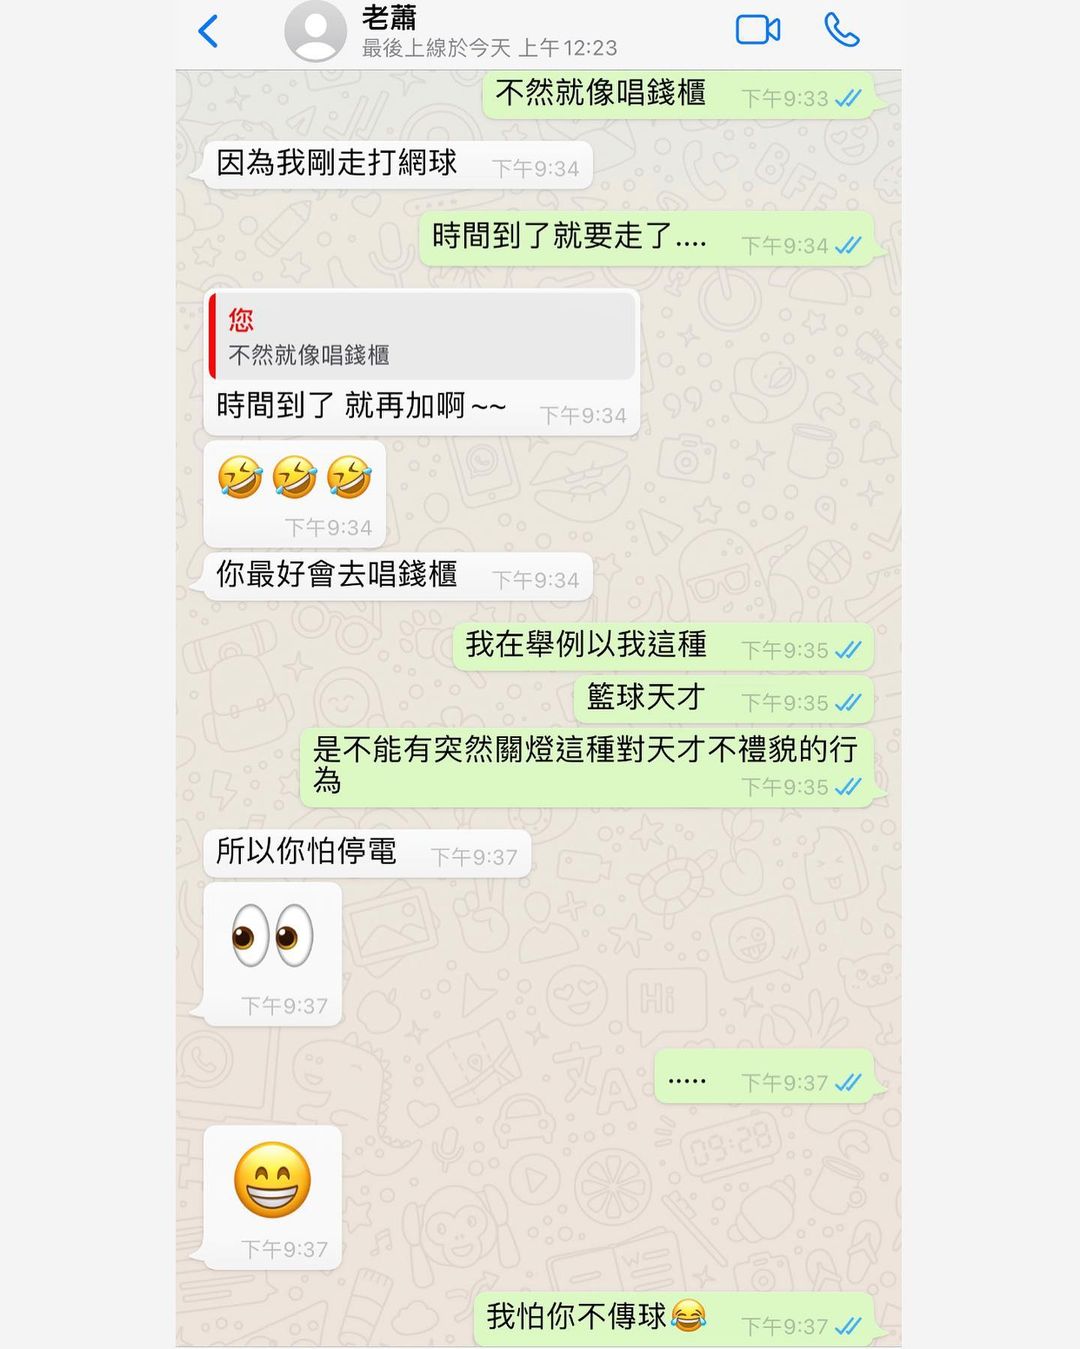 老蕭
最後上線於今天 上午12:23
不然就像唱錢櫃 下午9:33
因為我剛走打網球 下午9:34
時間到了就要走了.... 下午9:34
您
不然就像唱錢櫃
時間到了 就再加啊~~ 下午9:34
🤣🤣🤣
下午9:34
你最好會去唱錢櫃 下午9:34
我在舉例以我這種 下午9:35
籃球天才 下午9:35
是不能有突然關燈這種對天才不禮貌的行
為 下午9:35
所以你怕停電 下午9:37
👀
下午9:37
..... 下午9:37
😁
下午9:37
我怕你不傳球😂 下午9:37